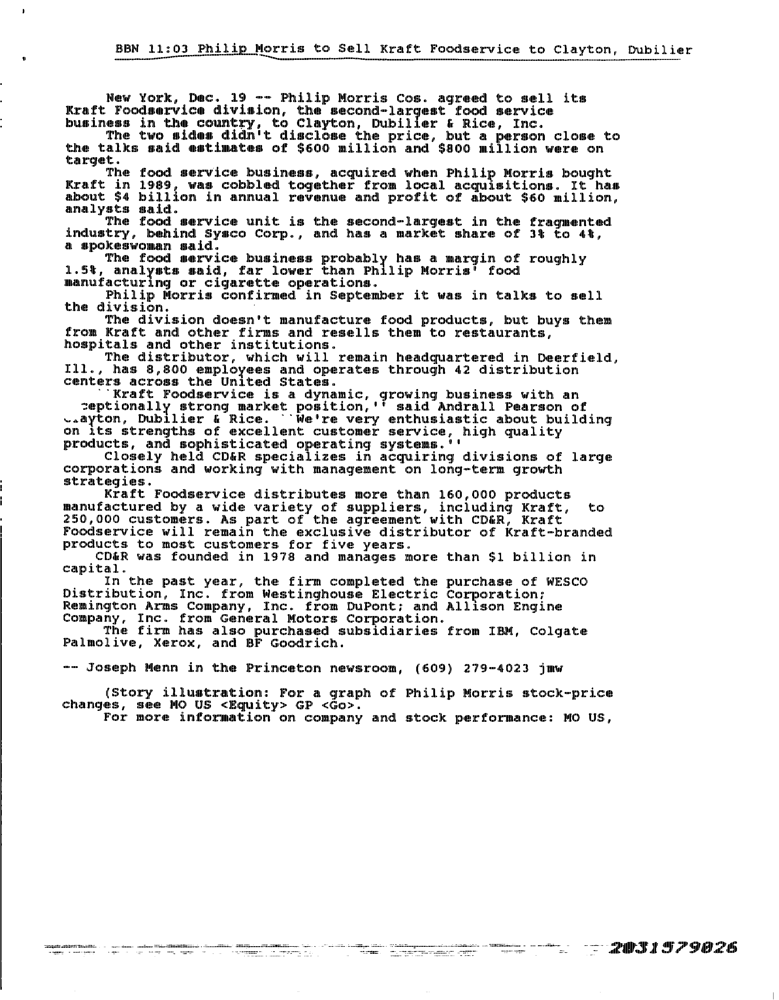 BBN 11:03 Philip Morris to Sell Kraft Foodservice to Clayton, Dubilier
New York, Dec. 19 -- Philip Morris Cos. agreed to sell its
Kraft Foodservice division, the second-largest food service
business in the country, to Clayton, Dubilier & Rice, Inc.
The two sides didn't disclose the price, but a person close to
the talks said estimates of $600 million and $800 million were on
target.
The food service business, acquired when Philip Morris bought
Kraft in 1989, was cobbled together from local acquisitions. It has
about $4 billion in annual revenue and profit of about $60 million,
analysts said.
The food service unit is the second-largest in the fragmented
industry, behind Sysco Corp., and has a market share of 3% to 4%,
a spokeswoman said.
The food service business probably has a margin of roughly
1.5%, analysts said, far lower than Philip Morris' food
manufacturing or cigarette operations.
Philip Morris confirmed in September it was in talks to sell
the division.
The division doesn't manufacture food products, but buys them
from Kraft and other firms and resells them to restaurants,
hospitals and other institutions.
The distributor, which will remain headquartered in Deerfield,
Ill., has 8,800 employees and operates through 42 distribution
centers across the United States.
``Kraft Foodservice is a dynamic, growing business with an
ceptionally strong market position,'' said Andrall Pearson of
Clayton, Dubilier & Rice. ``We're very enthusiastic about building
on its strengths of excellent customer service, high quality
products, and sophisticated operating systems.''
Closely held CD&R specializes in acquiring divisions of large
corporations and working with management on long-term growth
strategies.
Kraft Foodservice distributes more than 160,000 products
manufactured by a wide variety of suppliers, including Kraft, to
250,000 customers. As part of the agreement with CD&R, Kraft
Foodservice will remain the exclusive distributor of Kraft-branded
products to most customers for five years.
CD&R was founded in 1978 and manages more than $1 billion in
capital.
In the past year, the firm completed the purchase of WESCO
Distribution, Inc. from Westinghouse Electric Corporation;
Remington Arms Company, Inc. from DuPont; and Allison Engine
Company, Inc. from General Motors Corporation.
The firm has also purchased subsidiaries from IBM, Colgate
Palmolive, Xerox, and BF Goodrich.
-- Joseph Menn in the Princeton newsroom, (609) 279-4023 jmw
(Story illustration: For a graph of Philip Morris stock-price
changes, see MO US <Equity> GP <Go>.
For more information on company and stock performance: MO US,
2031579026